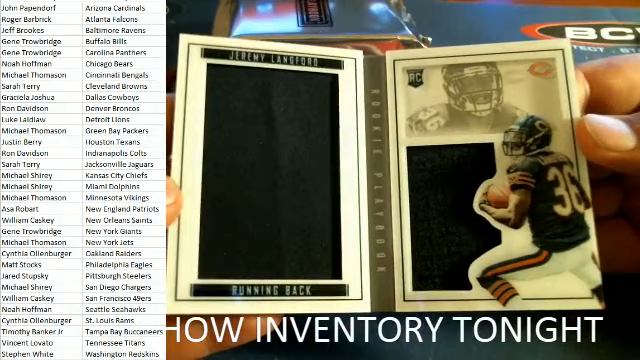 John Papendorf Arizona Cardinals
Roger Barbrick Atlanta Falcons
Jeff Brookes Baltimore Ravens
Gene Trowbridge Buffalo Bills
Gene Trowbridge Carolina Panthers
Noah Hoffman Chicago Bears
Michael Thomason Cincinnati Bengals
Sarah Terry Cleveland Browns
Graciela Joshua Dallas Cowboys
Ron Davidson Denver Broncos
Luke Laidlaw Detroit Lions
Michael Thomason Green Bay Packers
Justin Berry Houston Texans
Ron Davidson Indianapolis Colts
Sarah Terry Jacksonville Jaguars
Michael Shirey Kansas City Chiefs
Michael Shirey Miami Dolphins
Michael Thomason Minnesota Vikings
Asa Robart New England Patriots
William Caskey New Orleans Saints
Gene Trowbridge New York Giants
Michael Thomason New York Jets
Cynthia Ollenburger Oakland Raiders
Matt Stocks Philadelphia Eagles
Jared Stupsky Pittsburgh Steelers
Michael Shirey San Diego Chargers
William Caskey San Francisco 49ers
Noah Hoffman Seattle Seahawks
Cynthia Ollenburger St. Louis Rams
Timothy Banker Jr Tampa Bay Buccaneers
Jason Lovato Tennessee Titans
Stephen White Washington Redskins
JEREMY LANGFORD
RUNNING BACK
ROOKIE PLAYBOOK
RC
36
BCW
HOW INVENTORY TONIGHT